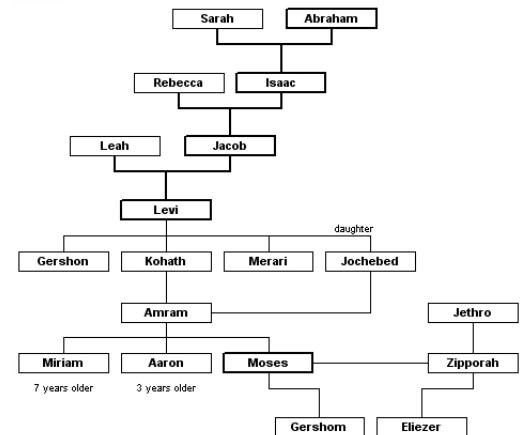 Sarah
Abraham
Rebecca
Isaac
Leah
Jacob
Levi
daughter
Gershon
Kohath
Merari
Jochebed
Amram
Jethro
Miriam
Aaron
Moses
Zipporah
7 years older
3 years older
Gershom
Eliezer